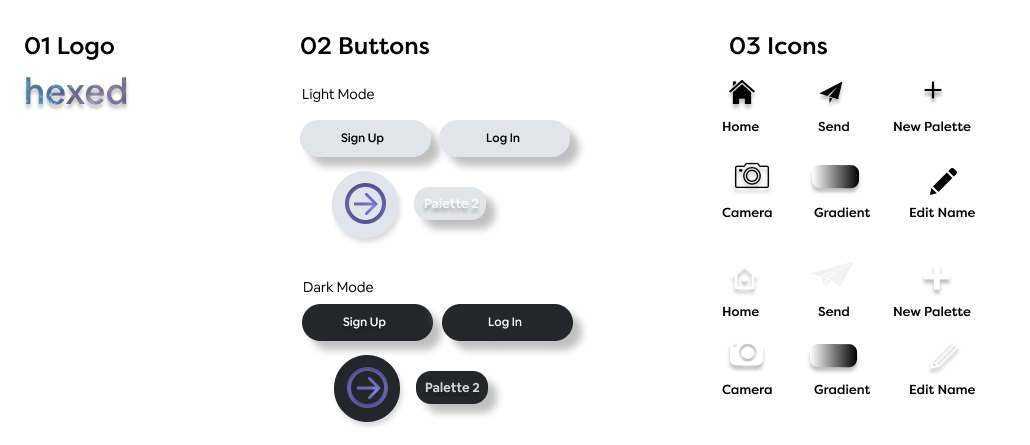 01 Logo
hexed
02 Buttons
Light Mode
Sign Up
Log In
Palette 2
Dark Mode
Sign Up
Log In
Palette 2
03 Icons
Home
Send
New Palette
Camera
Gradient
Edit Name
Home
Send
New Palette
Camera
Gradient
Edit Name